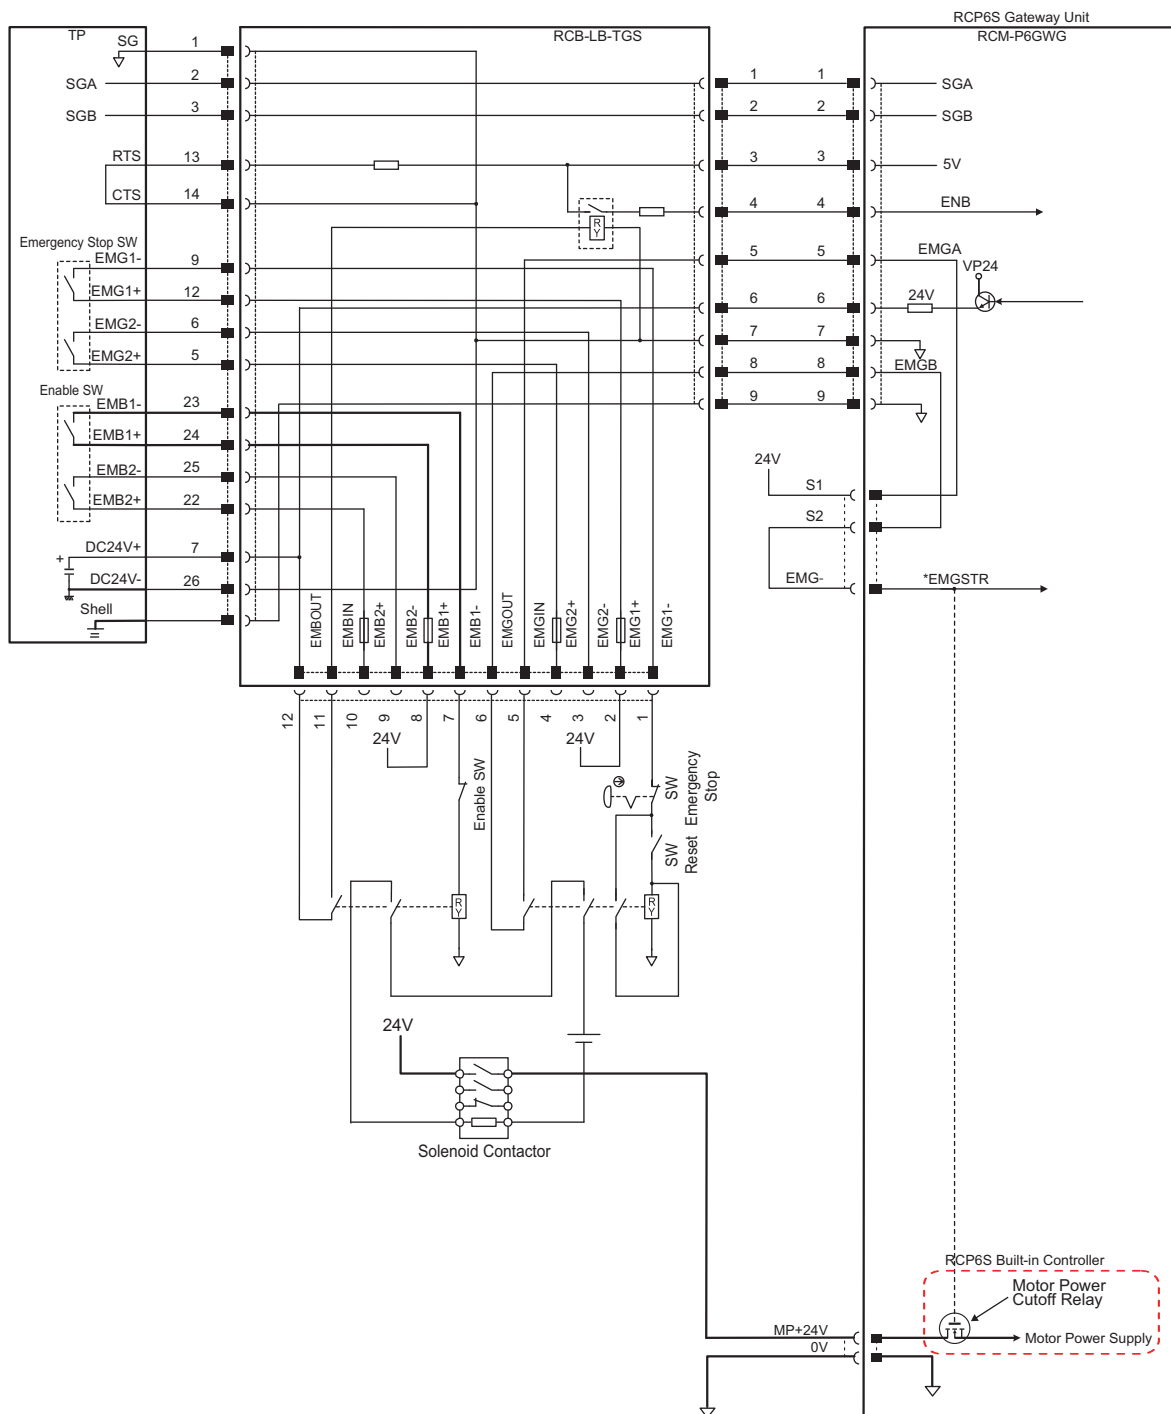 RCP6S Gateway Unit
TP
RCB-LB-TGS
RCM-P6GWG
SG 1
SGA 2
SGB 3
RTS 13
CTS 14
Emergency Stop SW
EMG1- 9
EMG1+ 12
EMG2- 6
EMG2+ 5
Enable SW
EMB1- 23
EMB1+ 24
EMB2- 25
EMB2+ 22
+
DC24V+ 7
DC24V- 26
Shell
R
Y
1 1 SGA
2 2 SGB
3 3 5V
4 4 ENB
5 5 EMGA
VP24
6 6 24V
7 7
8 8 EMGB
9 9
24V
S1
S2
EMG- *EMGSTR
EMBOUT
EMBIN
EMB2+
EMB2-
EMB1+
EMB1-
EMGOUT
EMGIN
EMG2+
EMG2-
EMG1+
EMG1-
12
11
10
9
8
7
6
5
4
3
2
1
24V
24V
Enable SW
Emergency Stop
SW
Reset
SW
R
Y
R
Y
24V
Solenoid Contactor
RCP6S Built-in Controller
Motor Power
Cutoff Relay
MP+24V
Motor Power Supply
0V